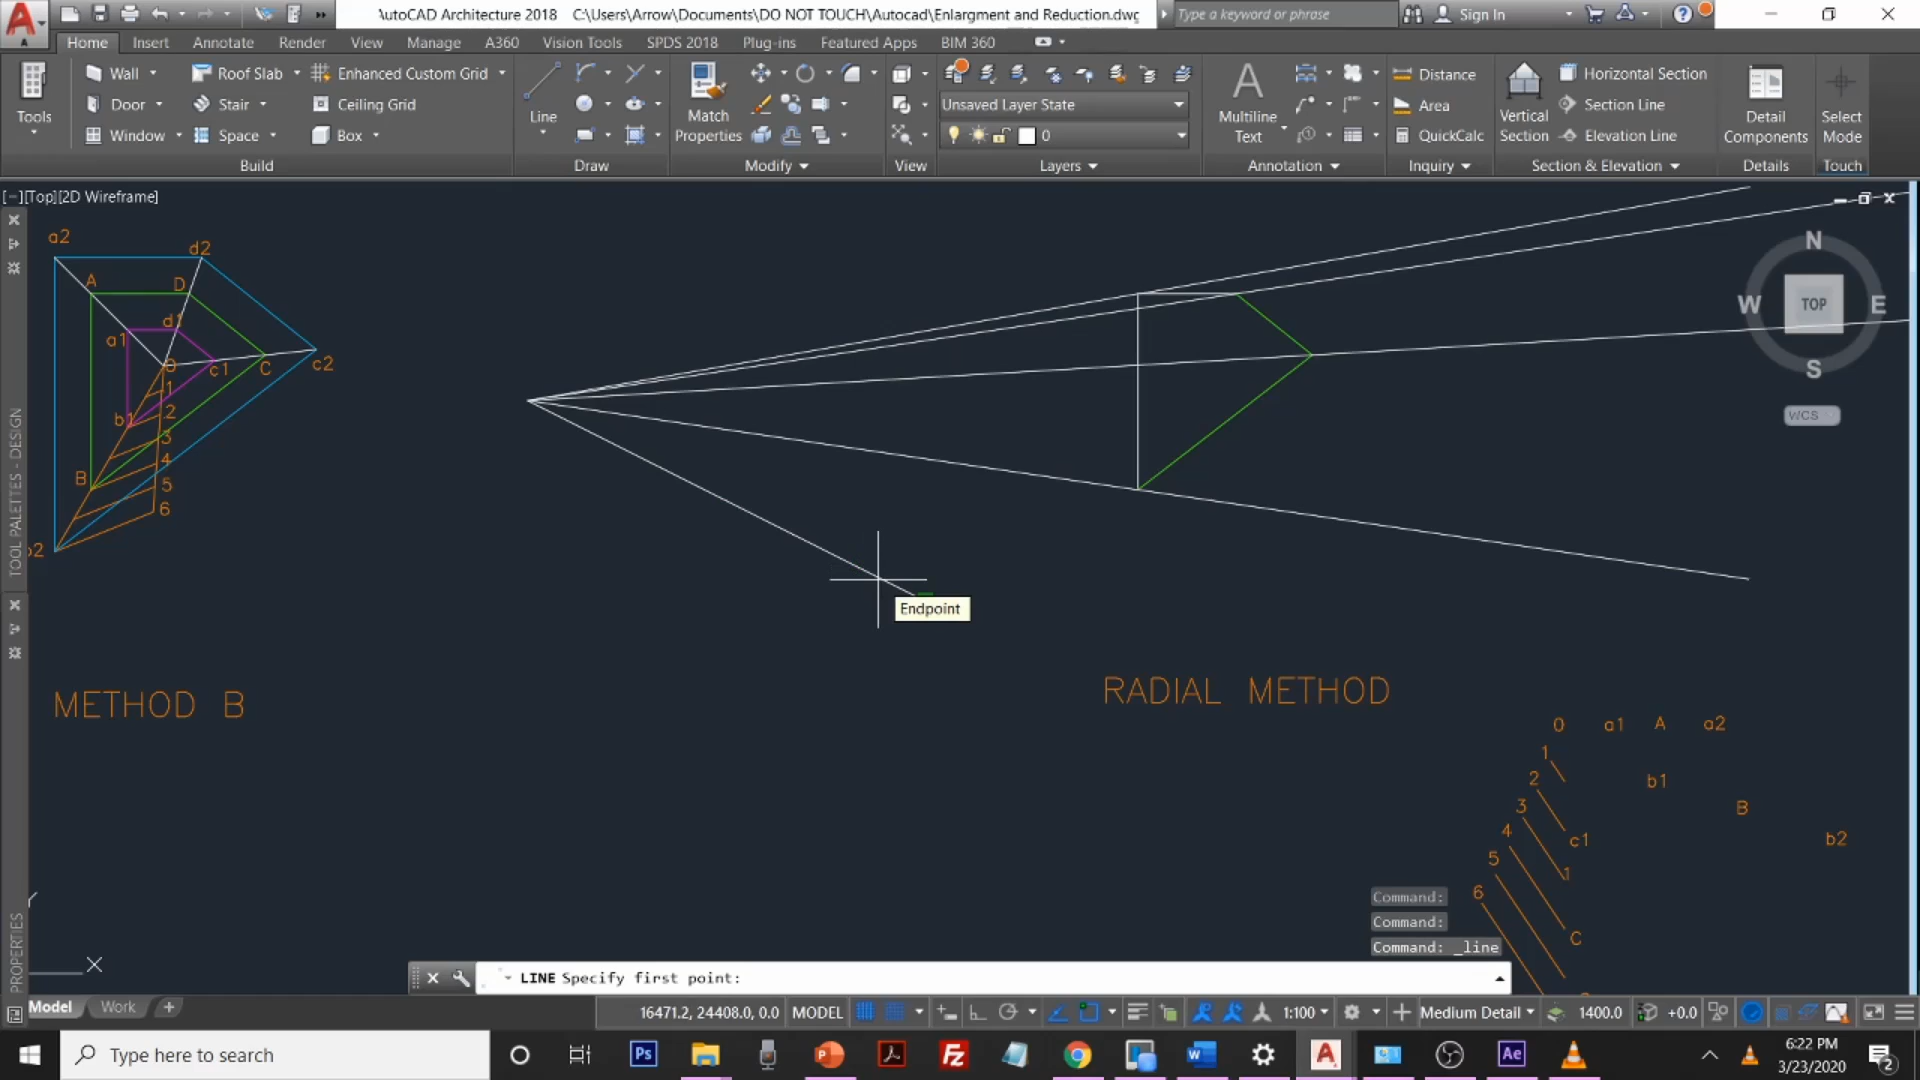 AutoCAD Architecture 2018 C:\Users\Arrow\Documents\DO NOT TOUCH\Autocad\Enlargment and Reduction.dwg
Type a keyword or phrase
Sign In
Home Insert Annotate Render View Manage A360 Vision Tools SPDS 2018 Plug-ins Featured Apps BIM 360
Tools
Wall Roof Slab Enhanced Custom Grid
Door Stair Ceiling Grid
Window Space Box
Build
Line
Draw
Match
Properties
Modify
View
Unsaved Layer State
0
Layers
Multiline
Text
Annotation
Distance
Area
QuickCalc
Inquiry
Vertical
Section
Horizontal Section
Section Line
Elevation Line
Section & Elevation
Detail
Components
Details
Select
Mode
Touch
[−][Top][2D Wireframe]
N
W TOP E
S
WCS
TOOL PALETTES - DESIGN
PROPERTIES
a2
d2
A D
d1
a1
0
c1 C c2
1
b1 2
3
4
B 5
6
b2
Endpoint
METHOD B
RADIAL METHOD
0 a1 A a2
1
2 b1
3 B
4 c1 b2
5
6 1
C
Command:
Command:
Command: _line
X
LINE Specify first point:
Model Work +
16471.2, 24408.0, 0.0 MODEL 1:100 Medium Detail 1400.0 +0.0
Type here to search
Ps
Ae
6:22 PM
3/23/2020
2